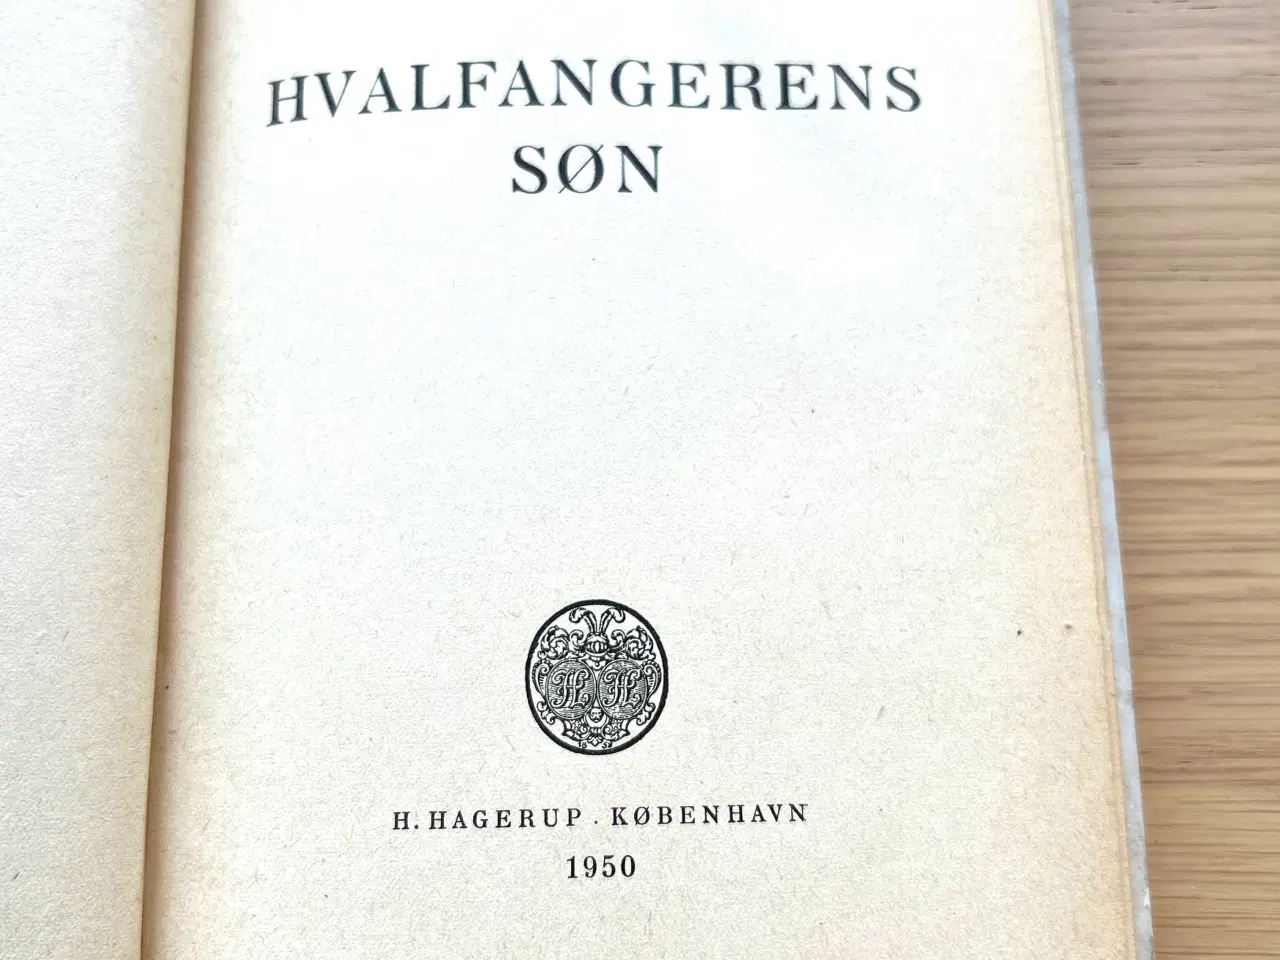 HVALFANGERENS
SØN
H. HAGERUP . KØBENHAVN
1950